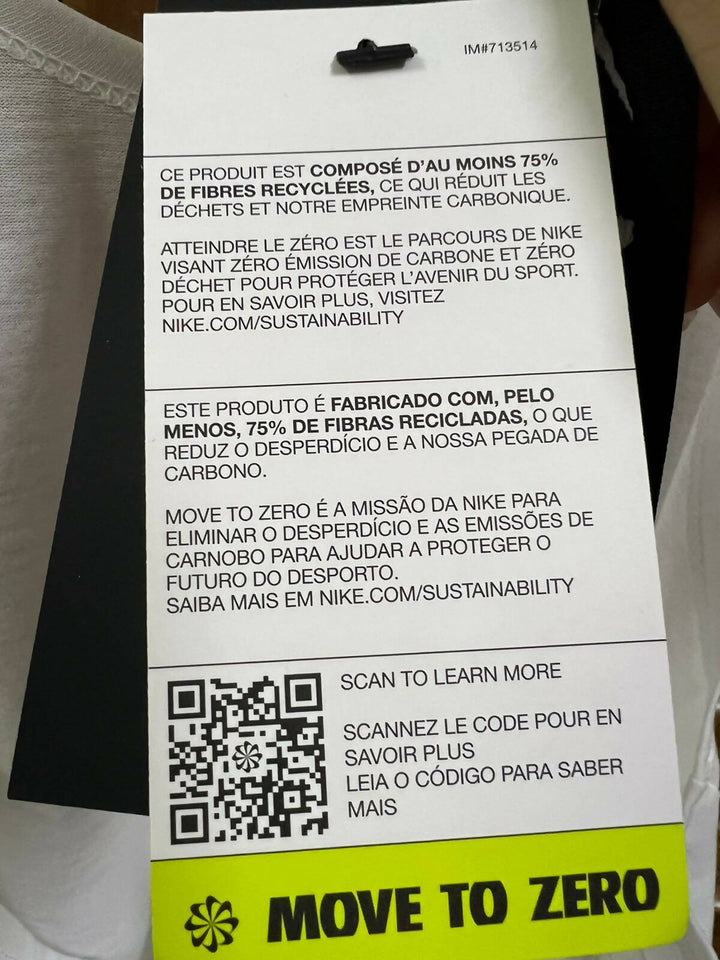 IM#713514
CE PRODUIT EST COMPOSÉ D'AU MOINS 75%
DE FIBRES RECYCLÉES, CE QUI RÉDUIT LES
DÉCHETS ET NOTRE EMPREINTE CARBONIQUE.
ATTEINDRE LE ZÉRO EST LE PARCOURS DE NIKE
VISANT ZÉRO ÉMISSION DE CARBONE ET ZÉRO
DÉCHET POUR PROTÉGER L'AVENIR DU SPORT.
POUR EN SAVOIR PLUS, VISITEZ
NIKE.COM/SUSTAINABILITY
ESTE PRODUTO É FABRICADO COM, PELO
MENOS, 75% DE FIBRAS RECICLADAS, O QUE
REDUZ O DESPERDÍCIO E A NOSSA PEGADA DE
CARBONO.
MOVE TO ZERO É A MISSÃO DA NIKE PARA
ELIMINAR O DESPERDÍCIO E AS EMISSÕES DE
CARNOBO PARA AJUDAR A PROTEGER O
FUTURO DO DESPORTO.
SAIBA MAIS EM NIKE.COM/SUSTAINABILITY
SCAN TO LEARN MORE
SCANNEZ LE CODE POUR EN
SAVOIR PLUS
LEIA O CÓDIGO PARA SABER
MAIS
MOVE TO ZERO